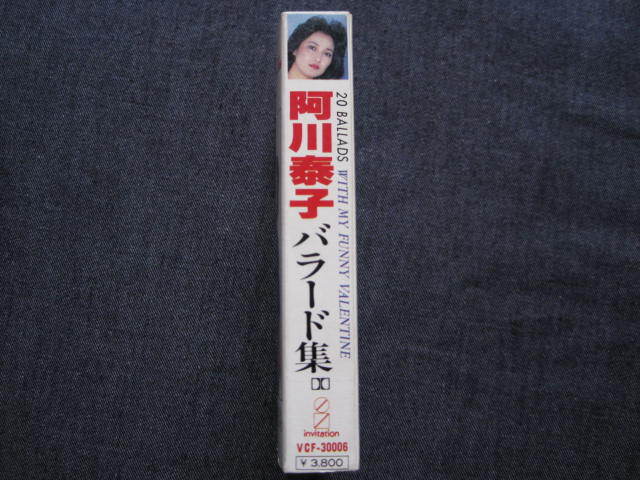 阿川泰子
バラード集
20 BALLADS WITH MY FUNNY VALENTINE
invitation
VCF-30006
¥3,800